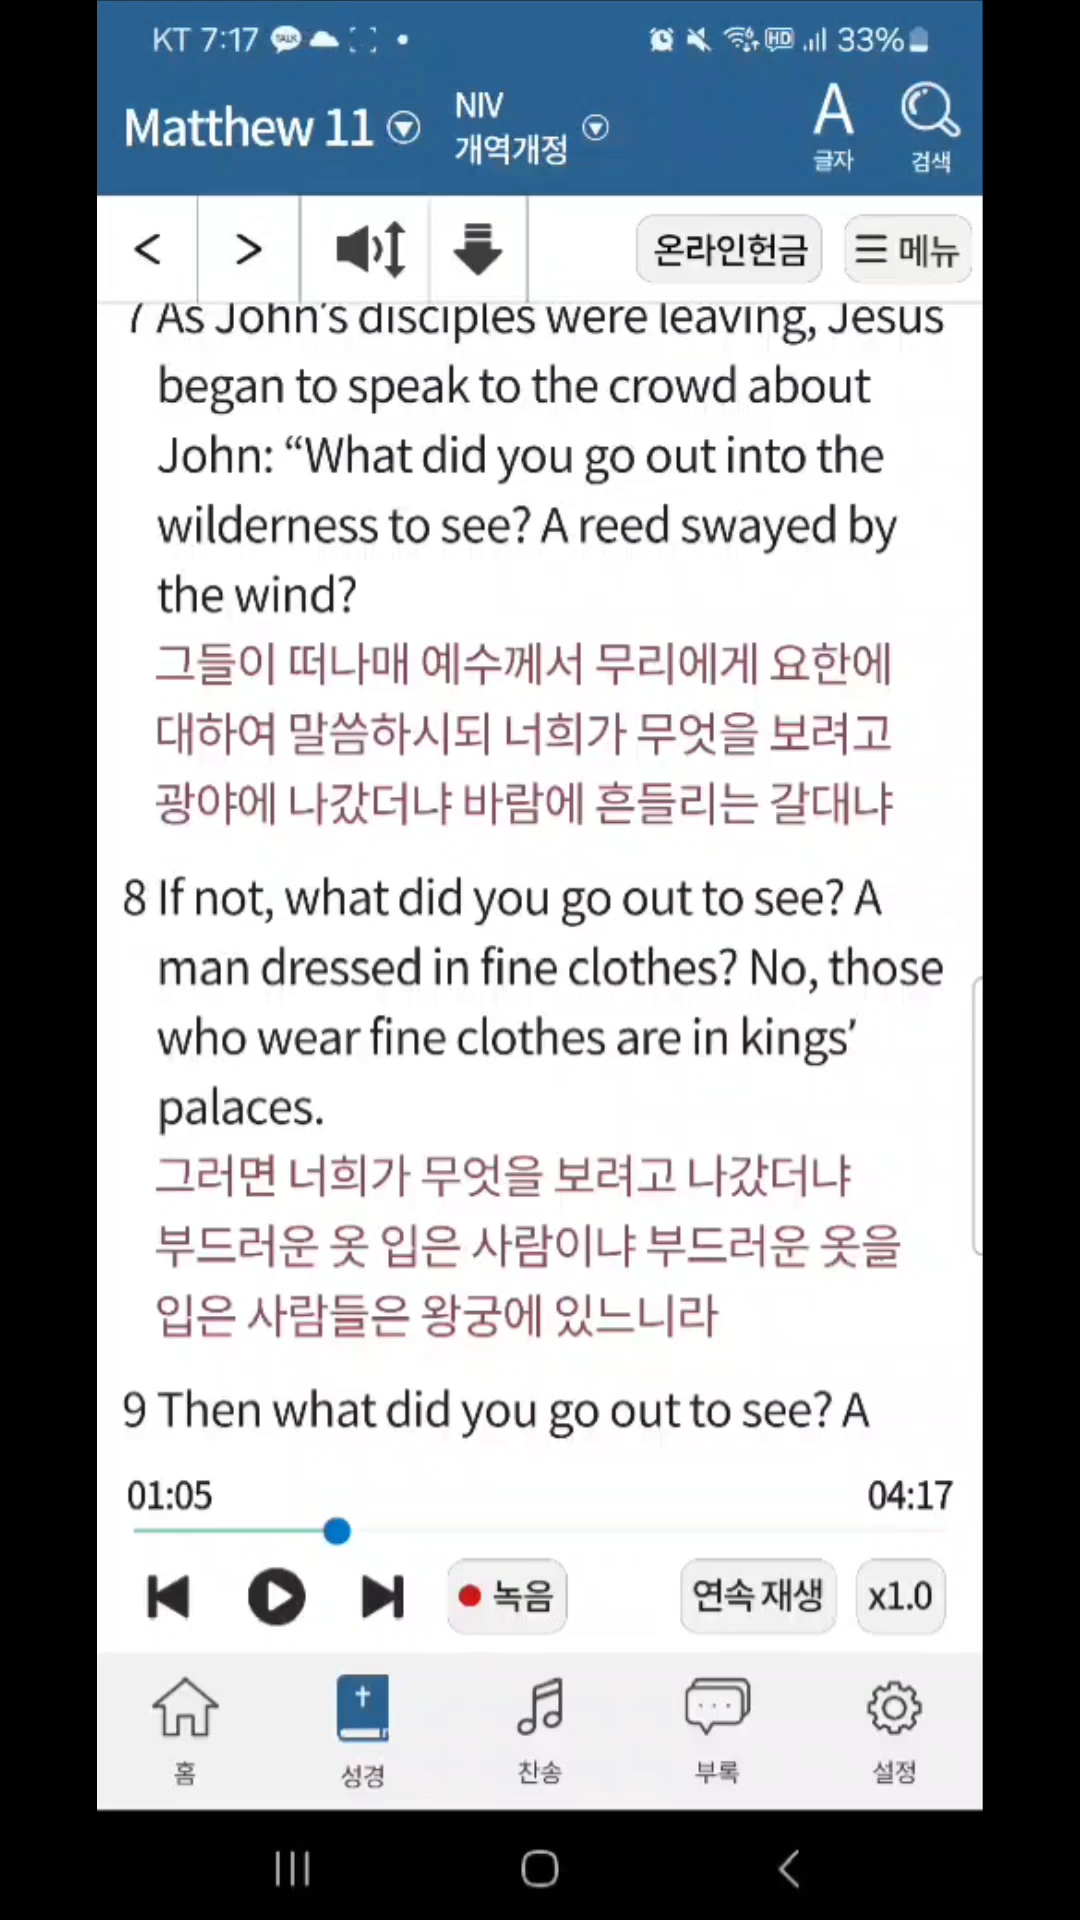 KT 7:17 TALK HD 33%
Matthew 11
NIV
개역개정
A
글자
검색
< >
온라인헌금
메뉴
7 As John's disciples were leaving, Jesus
began to speak to the crowd about
John: “What did you go out into the
wilderness to see? A reed swayed by
the wind?
그들이 떠나매 예수께서 무리에게 요한에
대하여 말씀하시되 너희가 무엇을 보려고
광야에 나갔더냐 바람에 흔들리는 갈대냐
8 If not, what did you go out to see? A
man dressed in fine clothes? No, those
who wear fine clothes are in kings’
palaces.
그러면 너희가 무엇을 보려고 나갔더냐
부드러운 옷 입은 사람이냐 부드러운 옷을
입은 사람들은 왕궁에 있느니라
9 Then what did you go out to see? A
01:05 04:17
녹음 연속 재생 x1.0
홈 성경 찬송 부록 설정